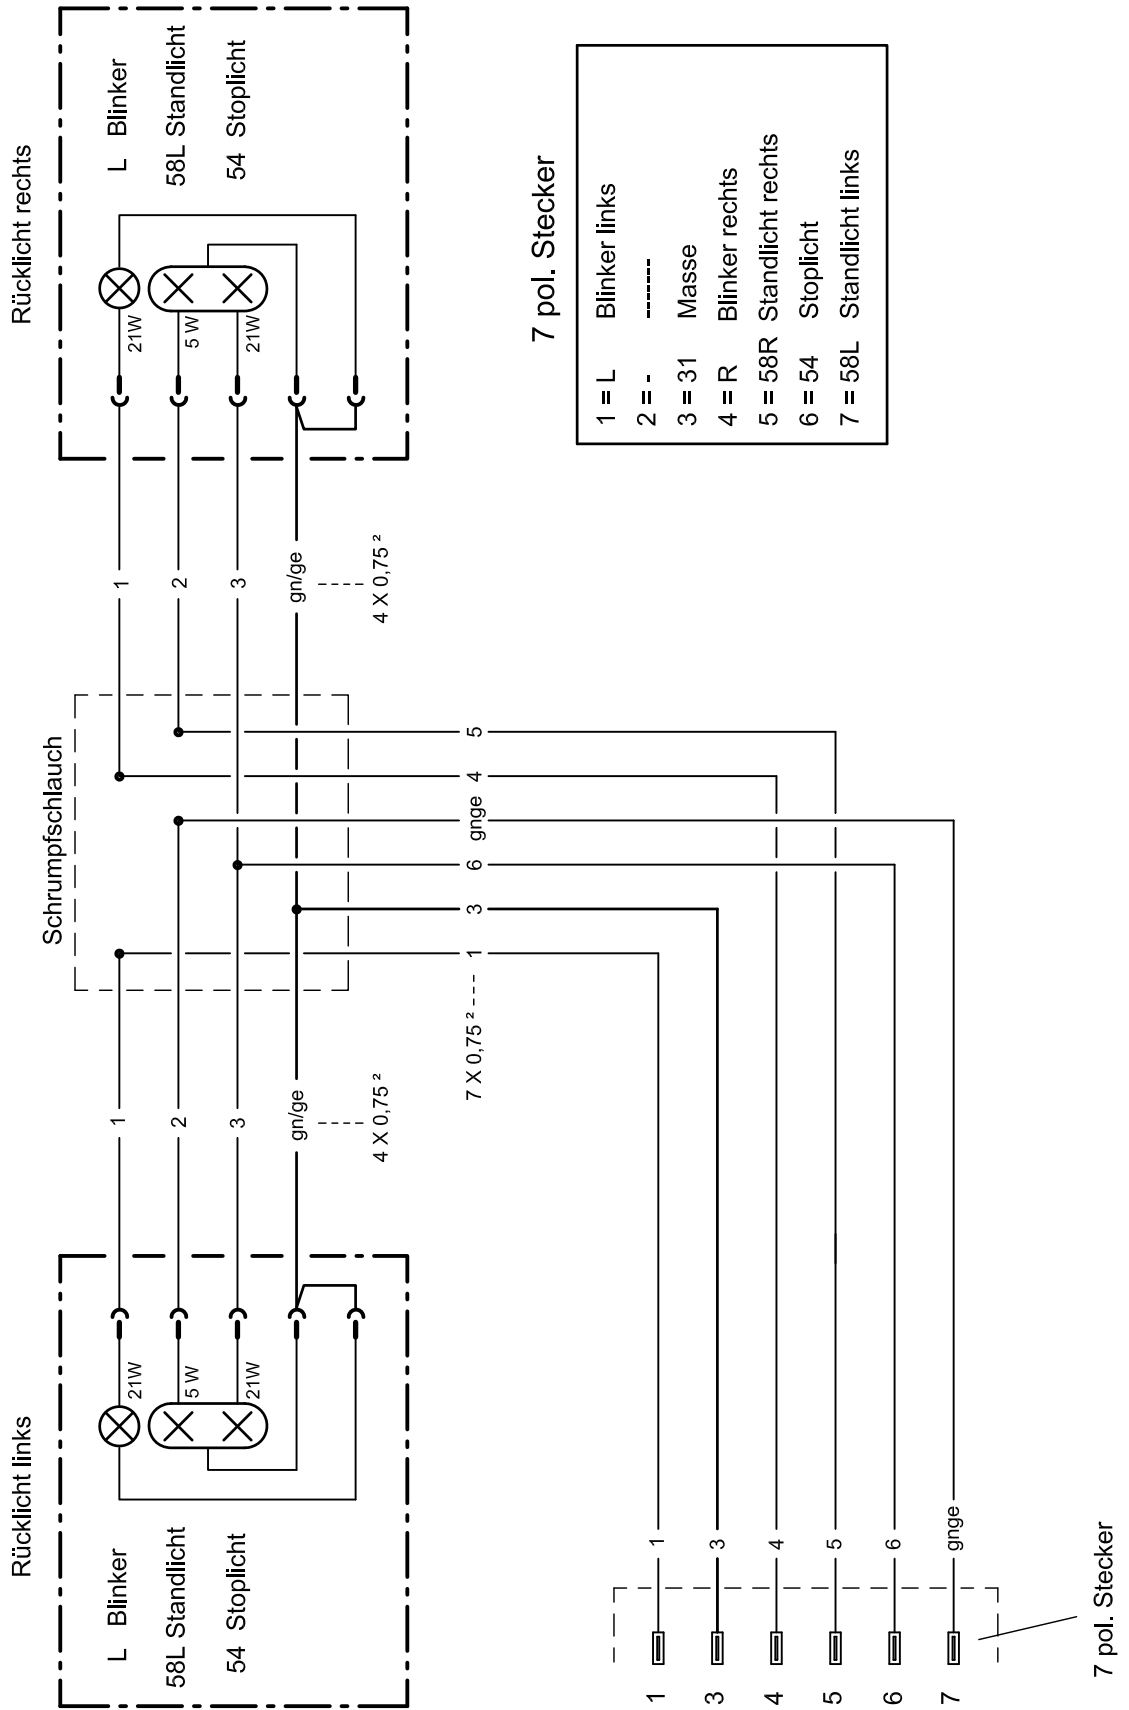 Rücklicht links
L Blinker
58L Standlicht
54 Stoplicht
21W
5 W
21W
1
2
3
gn/ge
4 X 0,75 ²
Schrumpfschlauch
7 X 0,75 ²
1
3
6
gnge
4
5
1
2
3
gn/ge
4 X 0,75 ²
Rücklicht rechts
L Blinker
58L Standlicht
54 Stoplicht
21W
5 W
21W
7 pol. Stecker
1 = L Blinker links
2 = - -------
3 = 31 Masse
4 = R Blinker rechts
5 = 58R Standlicht rechts
6 = 54 Stoplicht
7 = 58L Standlicht links
1 1
3 3
4 4
5 5
6 6
7 gnge
7 pol. Stecker